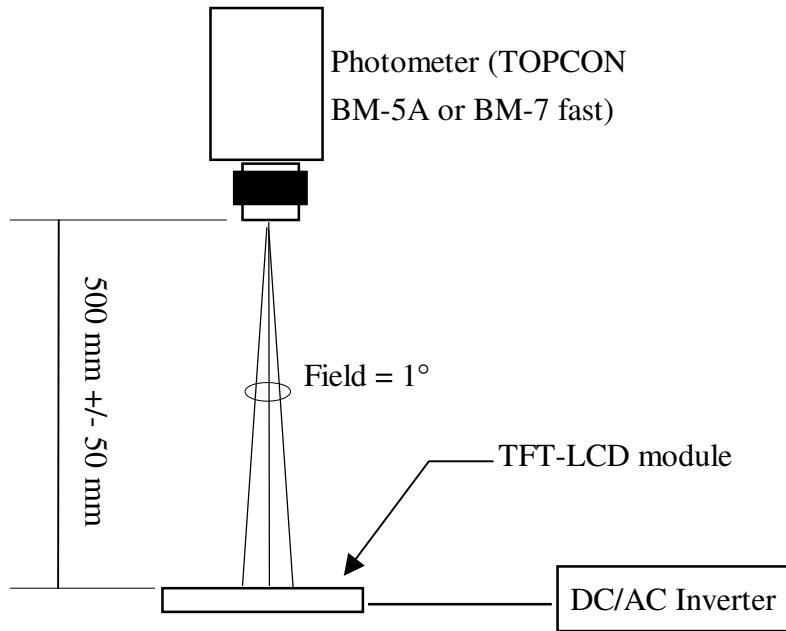 Photometer (TOPCON
BM-5A or BM-7 fast)
500 mm +/- 50 mm
Field = 1°
TFT-LCD module
DC/AC Inverter